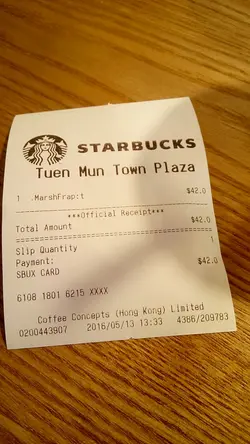 STARBUCKS
Tuen Mun Town Plaza
1 .MarshFrap:t $42.0
***Official Receipt***
Total Amount $42.0
Slip Quantity 1
Payment:
SBUX CARD $42.0
6108 1801 6215 XXXX
Coffee Concepts (Hong Kong) Limited
0200443907 2016/05/13 13:33 4386/209783